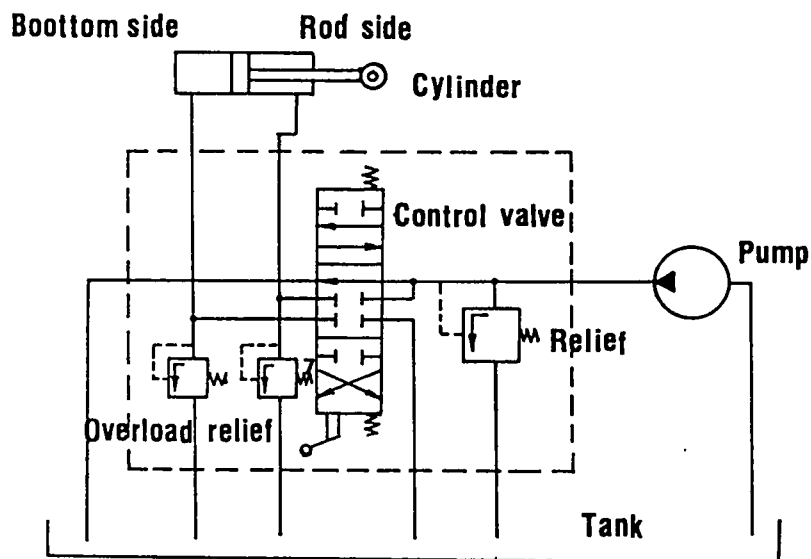 Boottom side
Rod side
Cylinder
Control valve
Pump
Relief
Overload relief
Tank